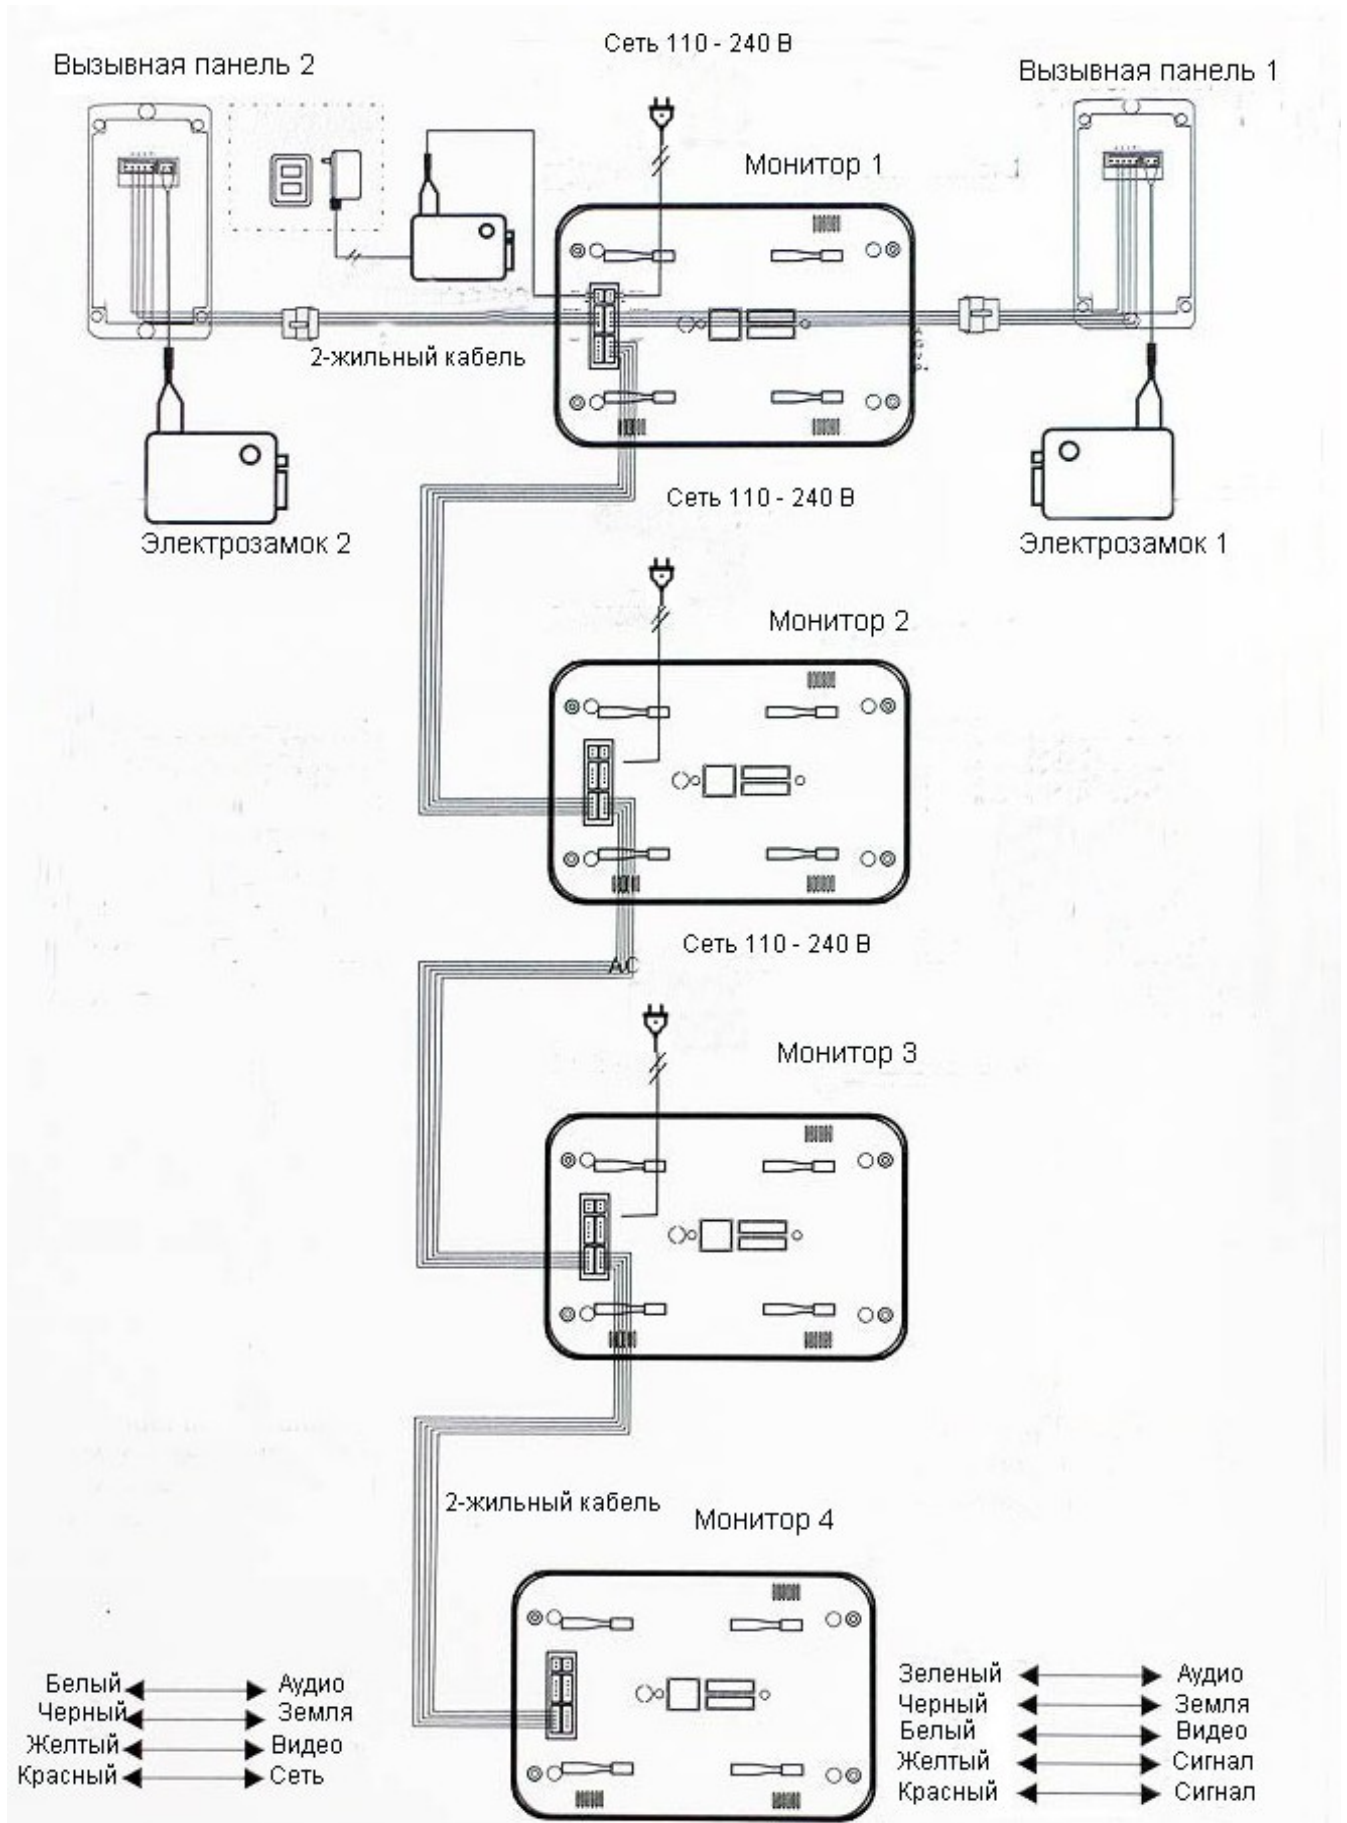 Сеть 110 - 240 В
Вызывная панель 2
Вызывная панель 1
Монитор 1
2-жильный кабель
Сеть 110 - 240 В
Электрозамок 2
Электрозамок 1
Монитор 2
Сеть 110 - 240 В
AC
Монитор 3
2-жильный кабель
Монитор 4
Белый Аудио
Черный Земля
Желтый Видео
Красный Сеть
Зеленый Аудио
Черный Земля
Белый Видео
Желтый Сигнал
Красный Сигнал